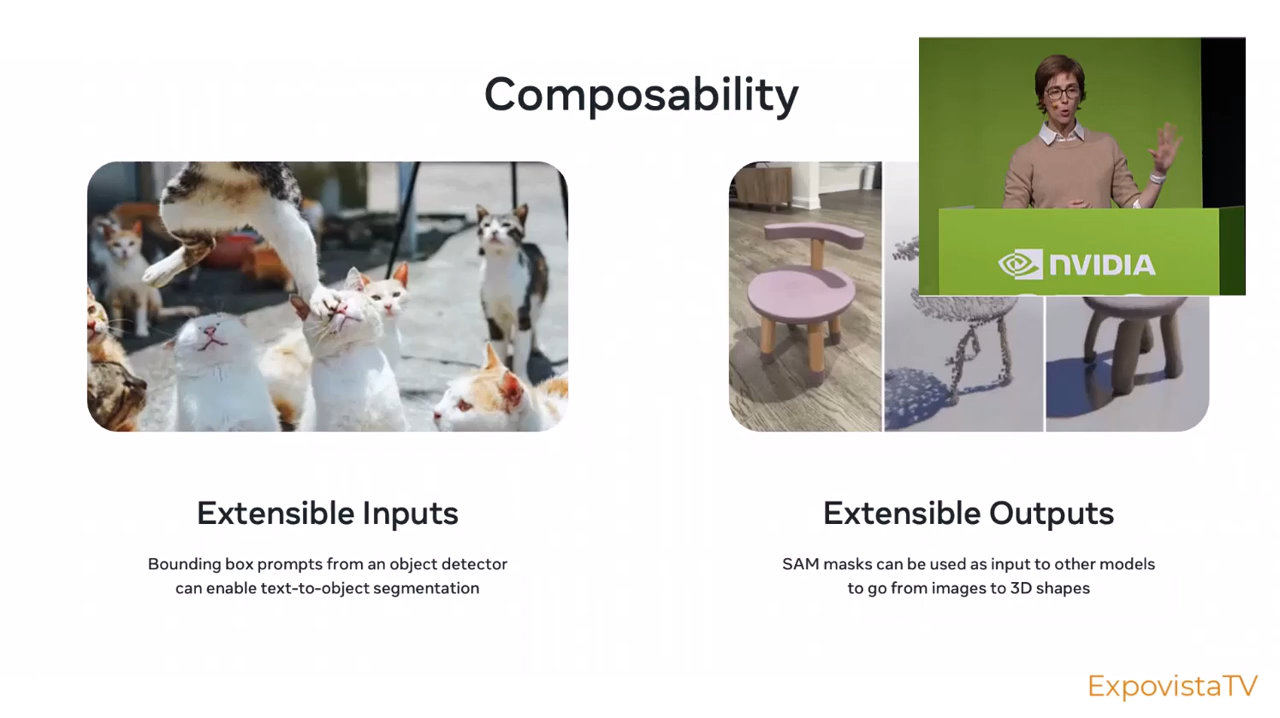 Composability
NVIDIA
Extensible Inputs
Bounding box prompts from an object detector
can enable text-to-object segmentation
Extensible Outputs
SAM masks can be used as input to other models
to go from images to 3D shapes
ExpovistaTV